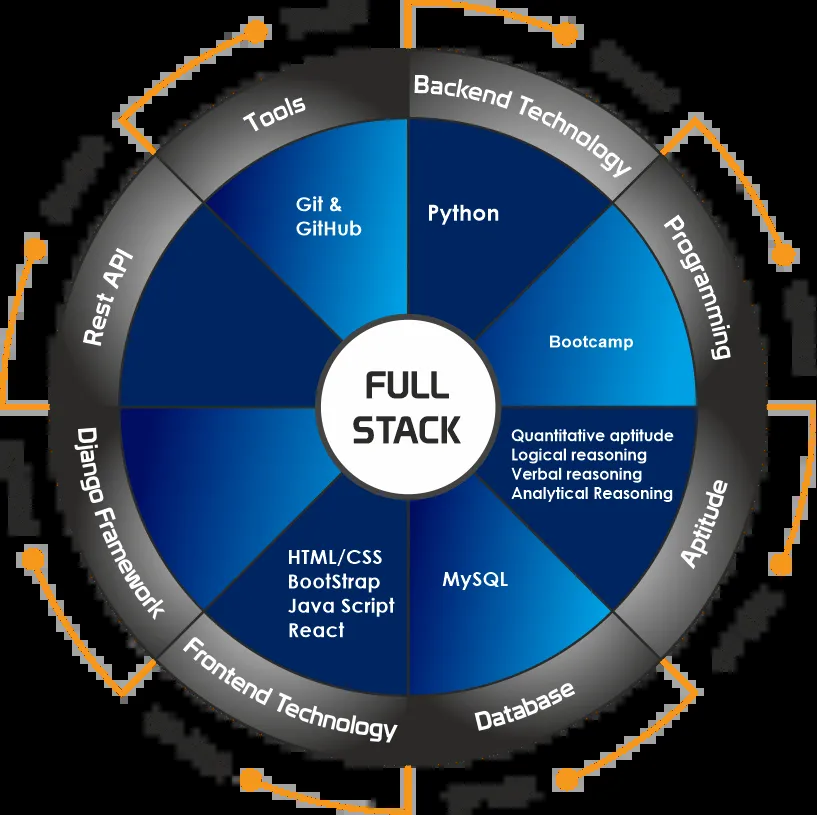 Tools
Backend Technology
Git &
GitHub
Python
Programming
Rest API
Bootcamp
FULL
STACK
Quantitative aptitude
Logical reasoning
Verbal reasoning
Analytical Reasoning
Aptitude
Django Framework
HTML/CSS
BootStrap
Java Script
React
MySQL
Frontend Technology
Database